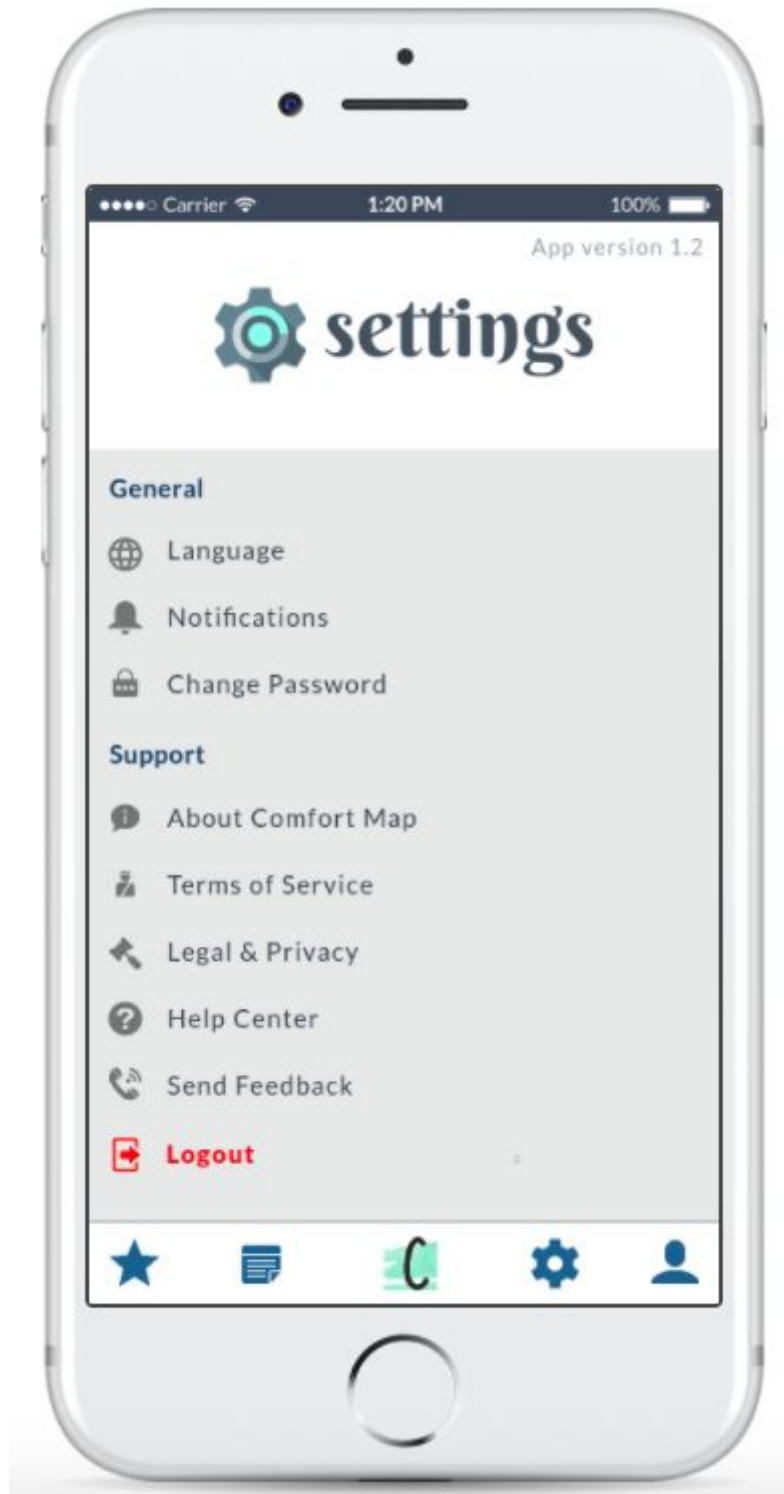 Carrier 1:20 PM 100%
App version 1.2
settings
General
Language
Notifications
Change Password
Support
About Comfort Map
Terms of Service
Legal & Privacy
Help Center
Send Feedback
Logout
C